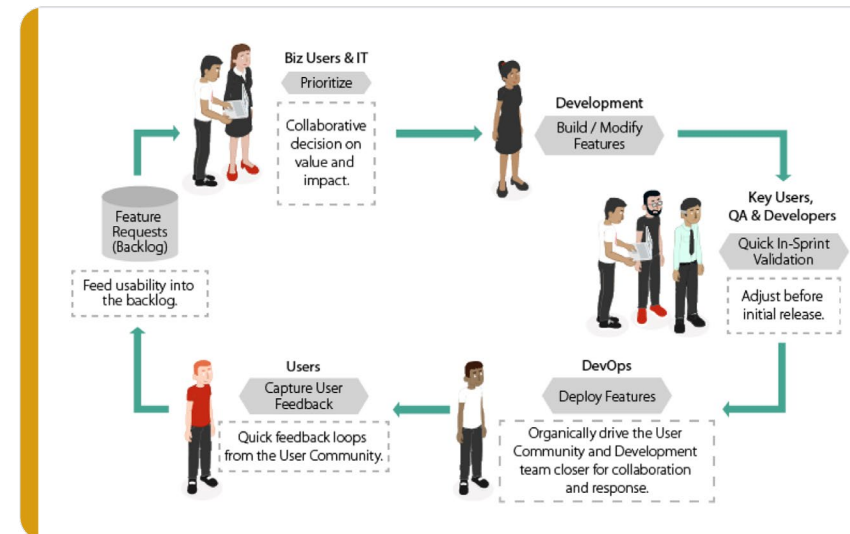 Biz Users & IT
Prioritize
Collaborative
decision on
value and
impact.
Development
Build / Modify
Features
Key Users,
QA & Developers
Quick In-Sprint
Validation
Adjust before
initial release.
DevOps
Deploy Features
Organically drive the User
Community and Development
team closer for collaboration
and response.
Users
Capture User
Feedback
Quick feedback loops
from the User Community.
Feature
Requests
(Backlog)
Feed usability into
the backlog.